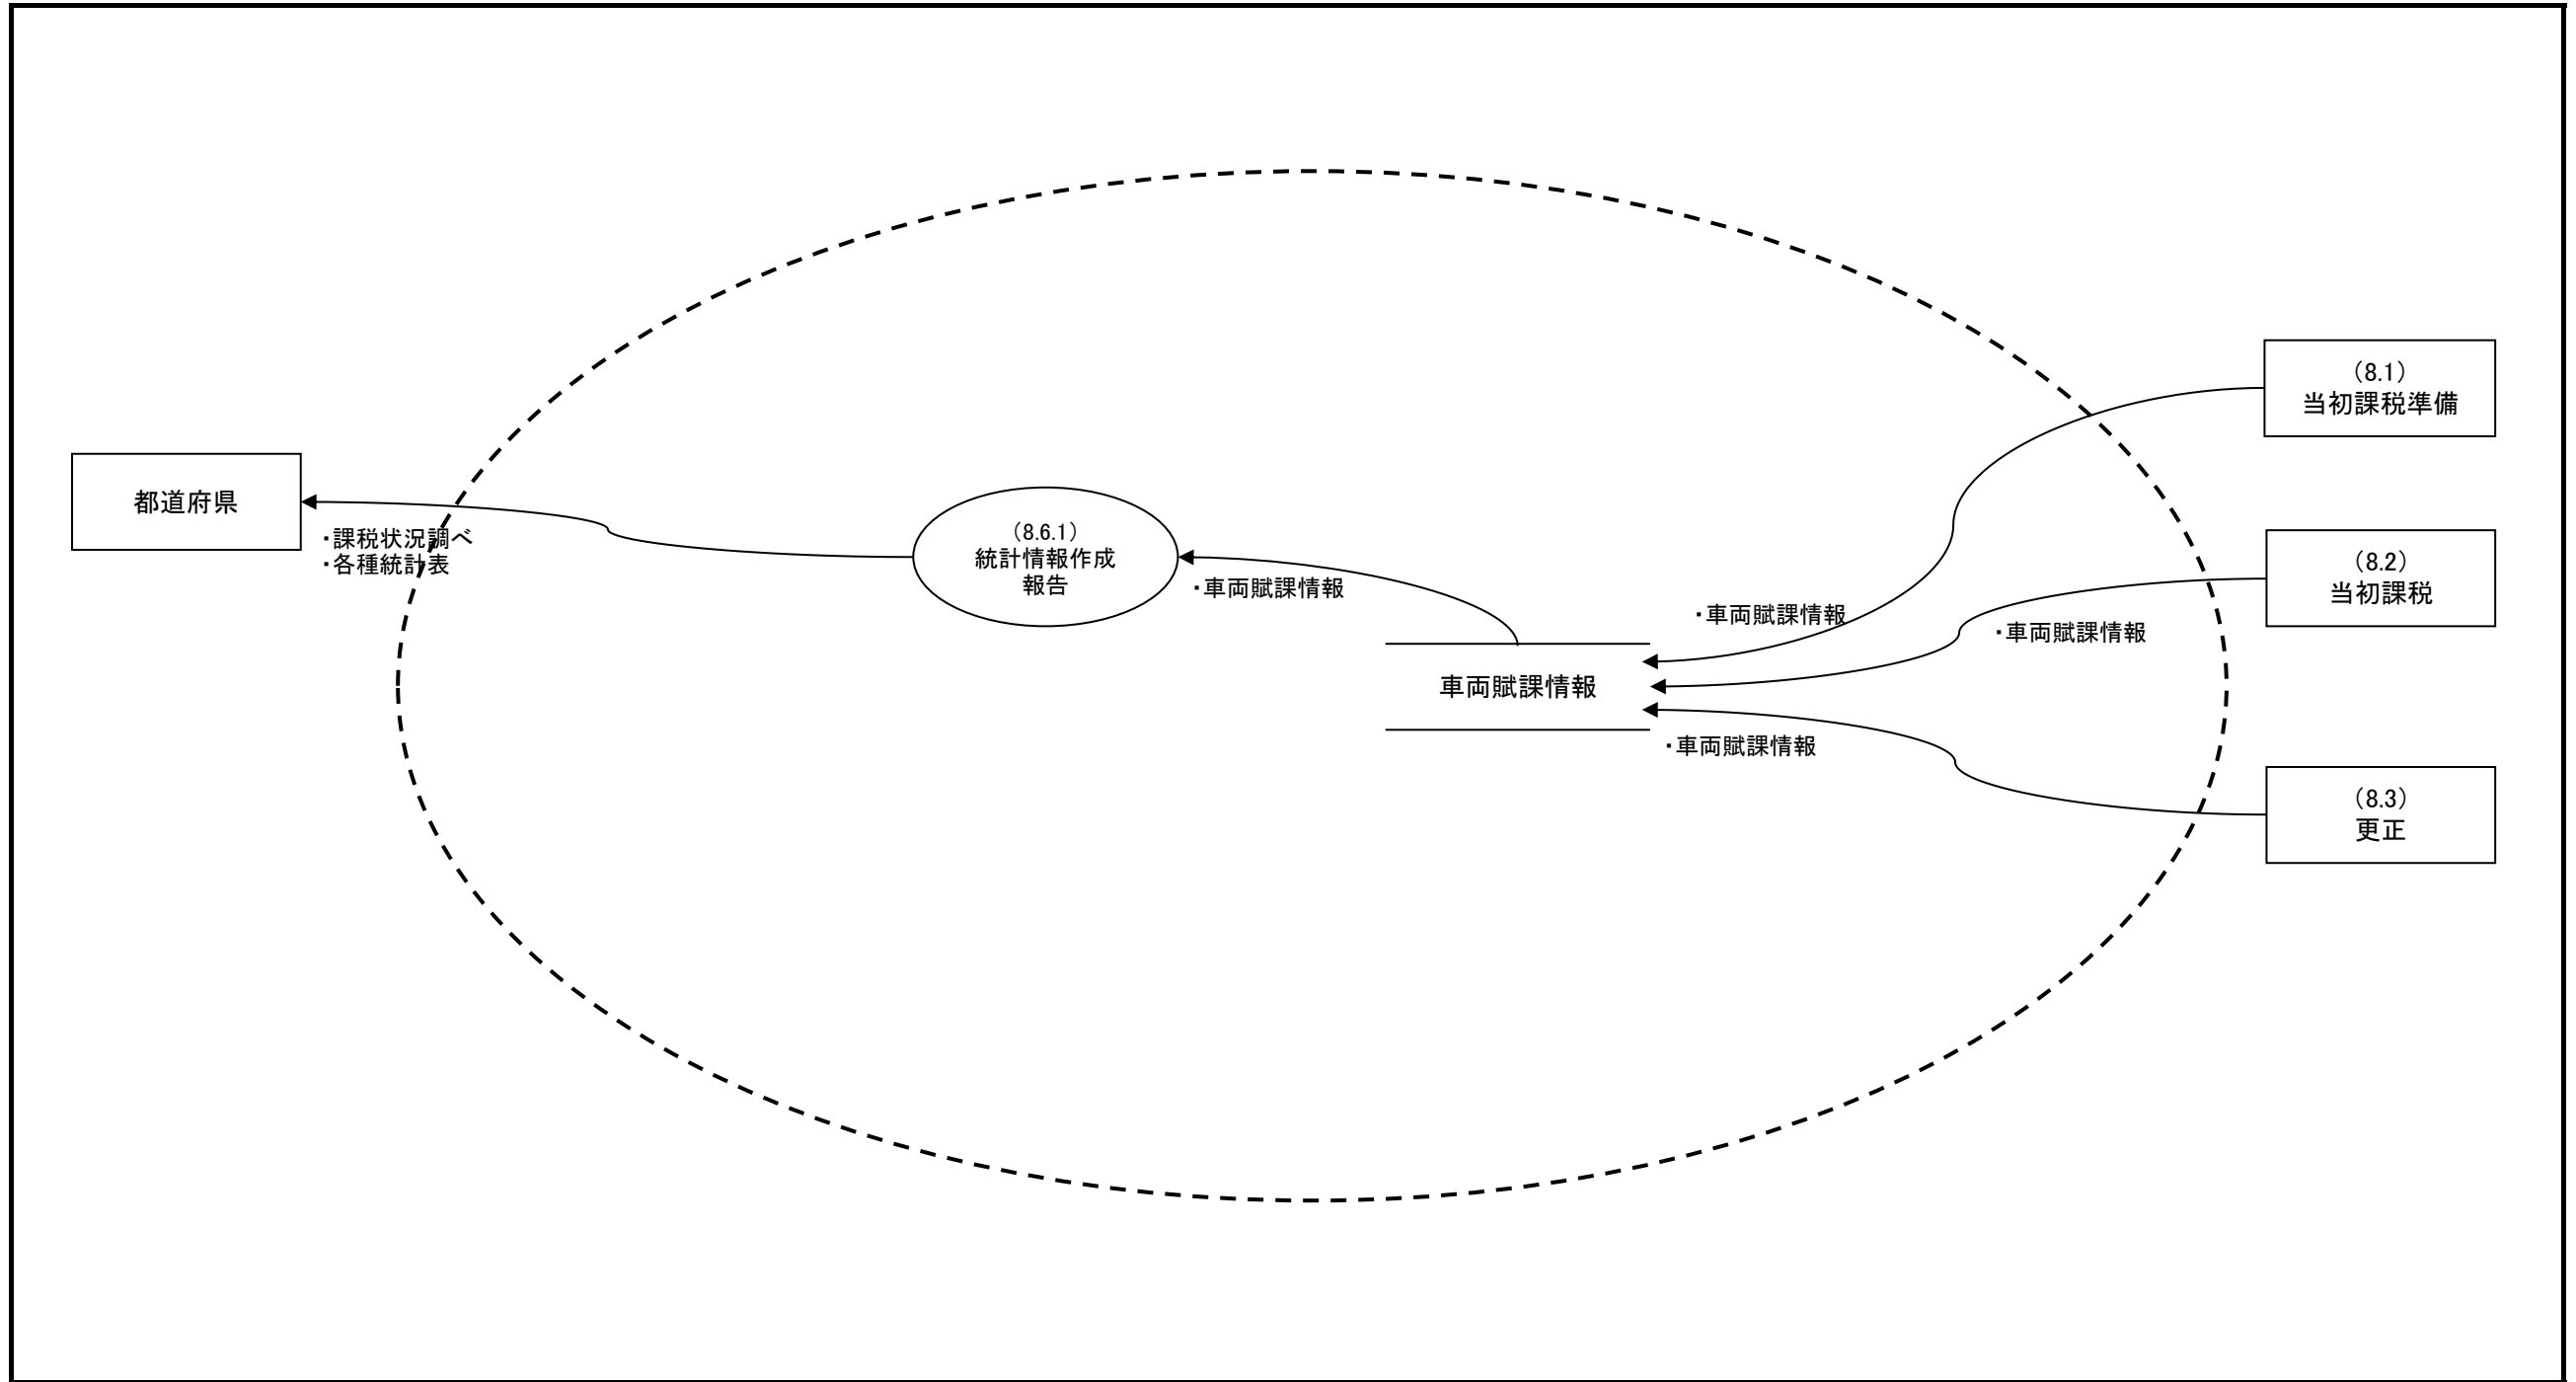 都道府県
・課税状況調べ
・各種統計表
（8.6.1）
統計情報作成
報告
・車両賦課情報
車両賦課情報
・車両賦課情報
・車両賦課情報
・車両賦課情報
（8.1）
当初課税準備
（8.2）
当初課税
（8.3）
更正